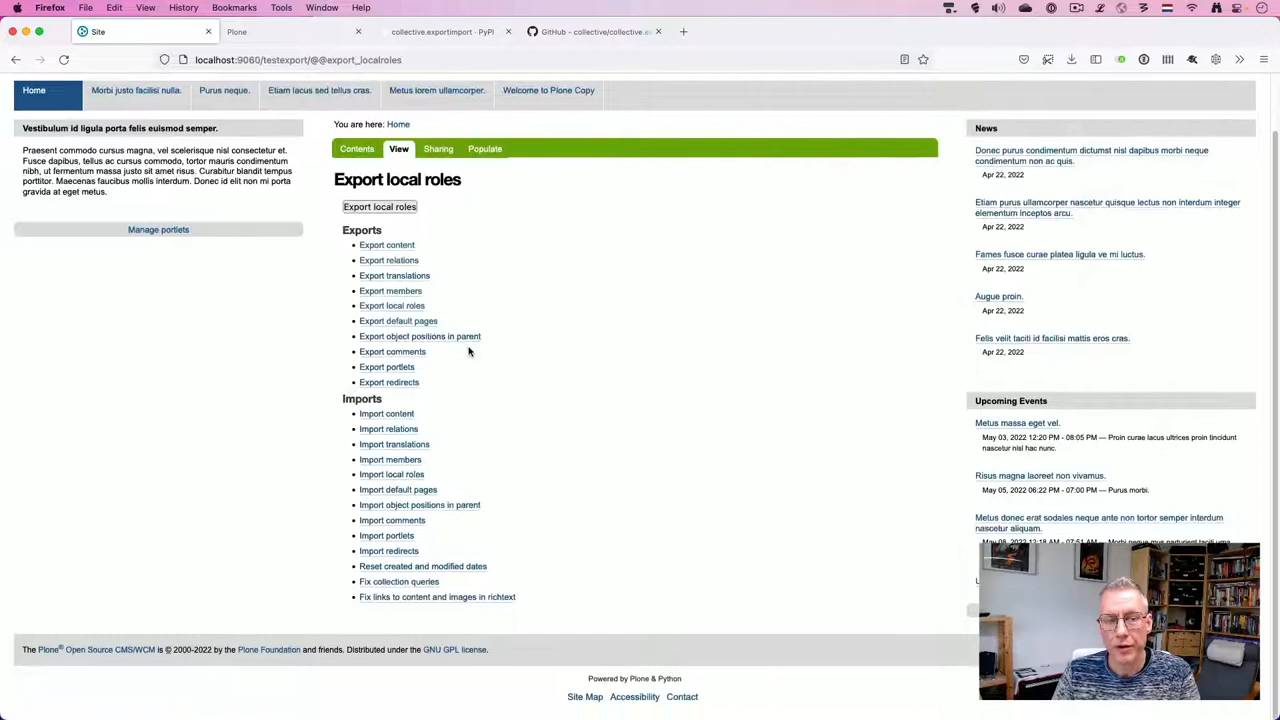 Firefox File Edit View History Bookmarks Tools Window Help
Site
Plone
collective.exportimport · PyPI
GitHub - collective/collective.ex
localhost:9060/testexport/@@export_localroles
Home
Morbi justo facilisi nulla.
Purus neque.
Etiam lacus sed tellus cras.
Metus lorem ullamcorper.
Welcome to Plone Copy
Vestibulum id ligula porta felis euismod semper.
Praesent commodo cursus magna, vel scelerisque nisl consectetur et.
Fusce dapibus, tellus ac cursus commodo, tortor mauris condimentum
nibh, ut fermentum massa justo sit amet risus. Curabitur blandit tempus
porttitor. Maecenas faucibus mollis interdum. Donec id elit non mi porta
gravida at eget metus.
Manage portlets
You are here: Home
Contents
View
Sharing
Populate
Export local roles
Export local roles
Exports
Export content
Export relations
Export translations
Export members
Export local roles
Export default pages
Export object positions in parent
Export comments
Export portlets
Export redirects
Imports
Import content
Import relations
Import translations
Import members
Import local roles
Import default pages
Import object positions in parent
Import comments
Import portlets
Import redirects
Reset created and modified dates
Fix collection queries
Fix links to content and images in richtext
News
Donec purus condimentum dictumst nisl dapibus morbi neque
condimentum non ac quis.
Apr 22, 2022
Etiam purus ullamcorper nascetur quisque lectus non interdum integer
elementum inceptos arcu.
Apr 22, 2022
Fames fusce curae platea ligula ve mi luctus.
Apr 22, 2022
Augue proin.
Apr 22, 2022
Felis velit taciti id facilisi mattis eros cras.
Apr 22, 2022
Upcoming Events
Metus massa eget vel.
May 03, 2022 12:20 PM - 08:05 PM — Proin curae lacus ultrices proin tincidunt
nascetur nisl hac nunc.
Risus magna laoreet non vivamus.
May 05, 2022 06:22 PM - 07:00 PM — Purus morbi.
Metus donec erat sodales neque ante non tortor semper interdum
nascetur aliquam.
The Plone® Open Source CMS/WCM is © 2000-2022 by the Plone Foundation and friends. Distributed under the GNU GPL license.
Powered by Plone & Python
Site Map
Accessibility
Contact